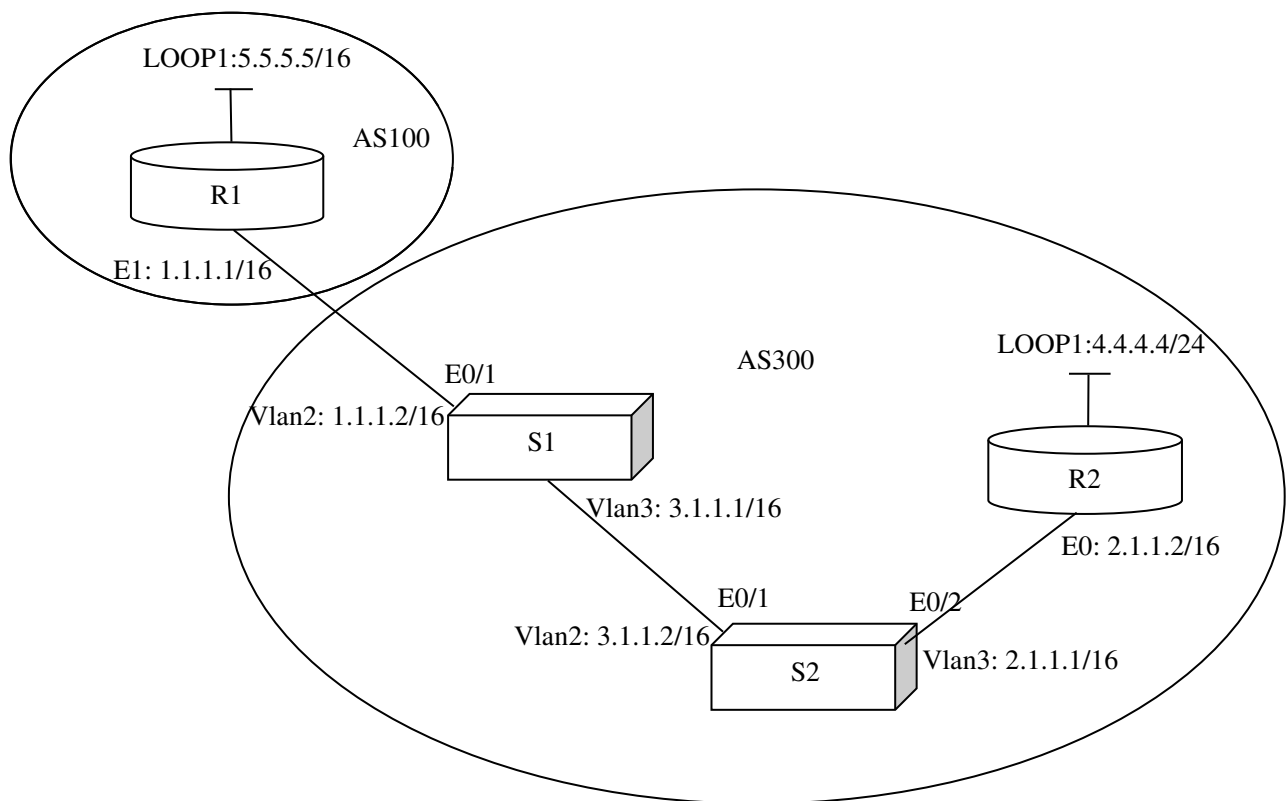 LOOP1:5.5.5.5/16
AS100
R1
E1: 1.1.1.1/16
LOOP1:4.4.4.4/24
AS300
E0/1
Vlan2: 1.1.1.2/16
S1
R2
Vlan3: 3.1.1.1/16
E0: 2.1.1.2/16
E0/1
E0/2
Vlan2: 3.1.1.2/16
Vlan3: 2.1.1.1/16
S2